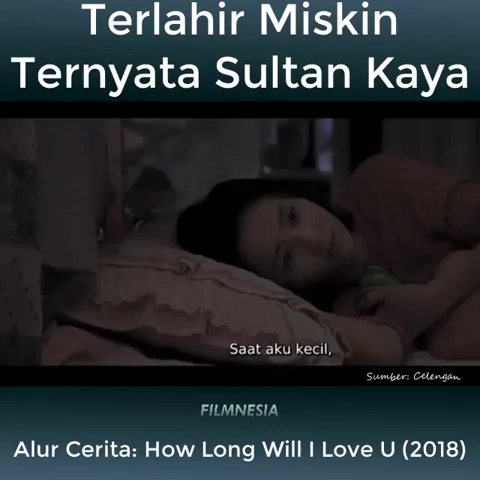 Terlahir Miskin
Ternyata Sultan Kaya
Saat aku kecil,
Sumber: Celengan
FILMNESIA
Alur Cerita: How Long Will I Love U (2018)